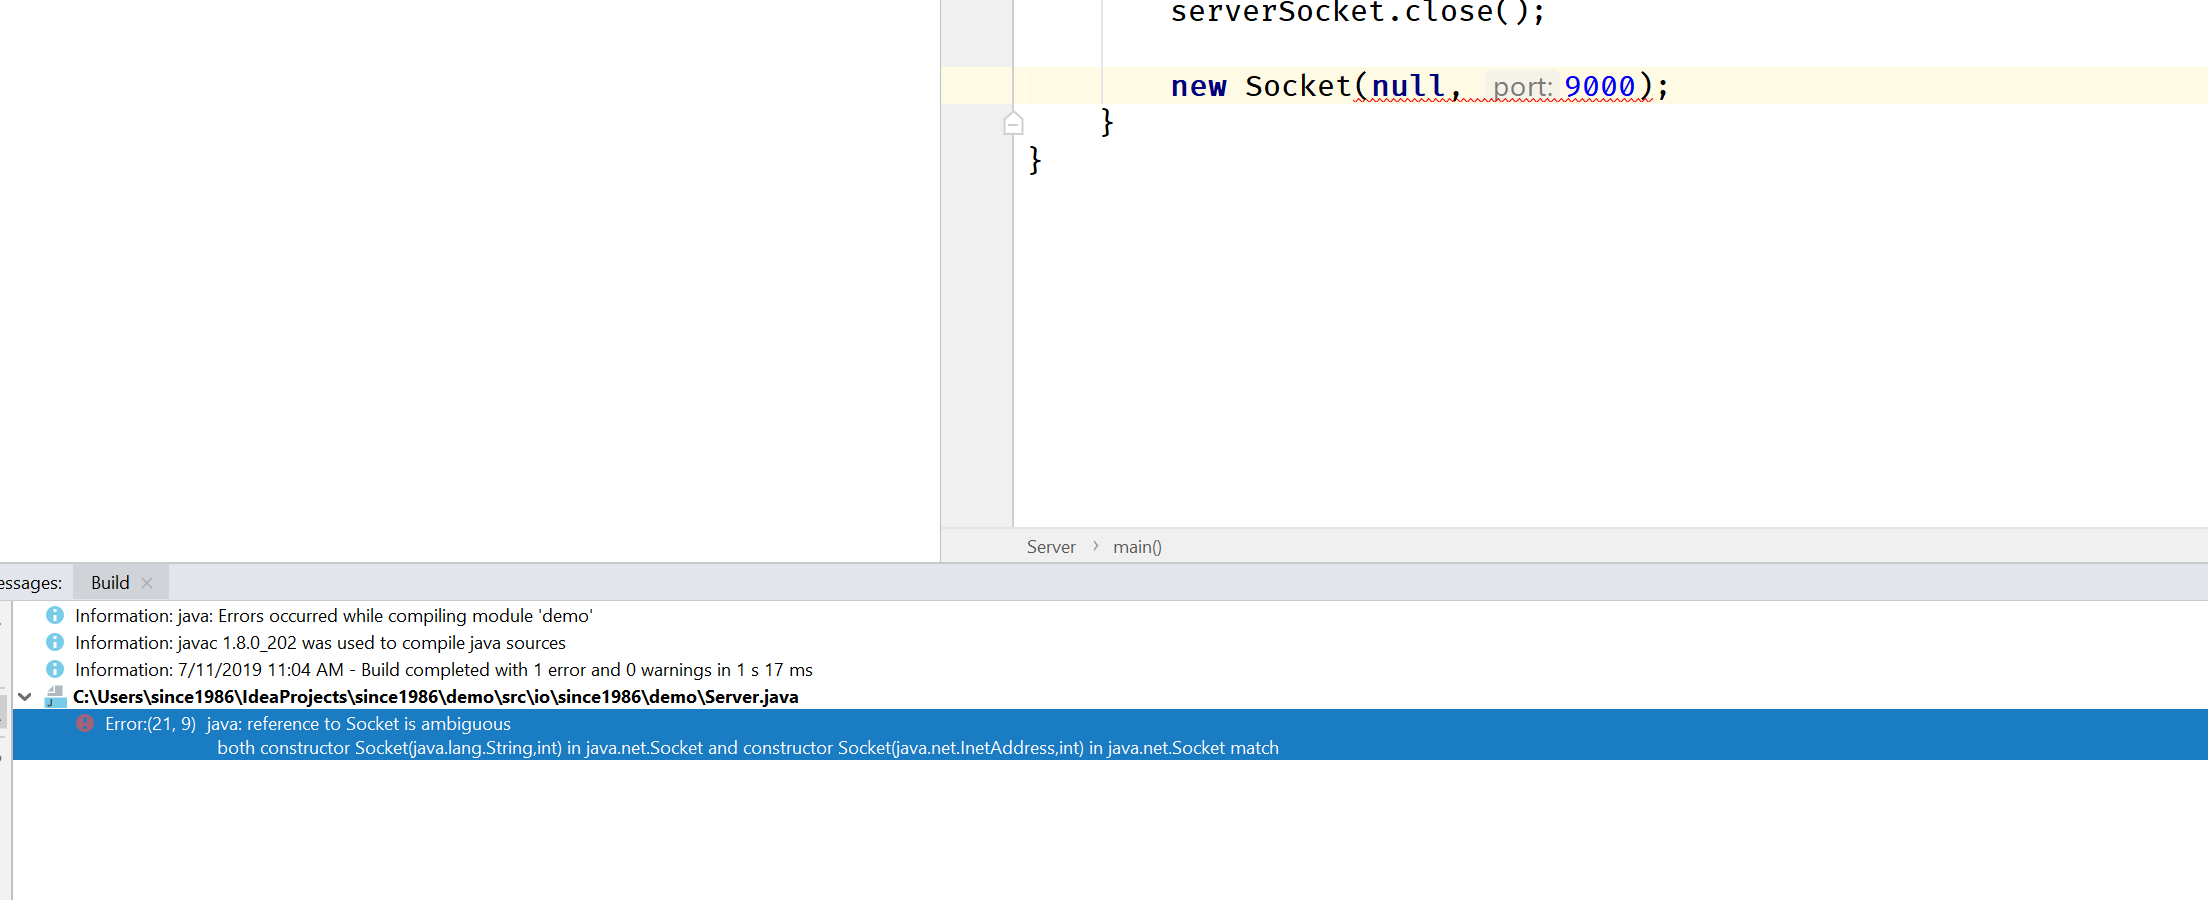 serverSocket.close();
new Socket(null, port: 9000);
}
}
Server › main()
essages: Build ×
Information: java: Errors occurred while compiling module 'demo'
Information: javac 1.8.0_202 was used to compile java sources
Information: 7/11/2019 11:04 AM - Build completed with 1 error and 0 warnings in 1 s 17 ms
C:\Users\since1986\IdeaProjects\since1986\demo\src\io\since1986\demo\Server.java
Error:(21, 9) java: reference to Socket is ambiguous
both constructor Socket(java.lang.String,int) in java.net.Socket and constructor Socket(java.net.InetAddress,int) in java.net.Socket match